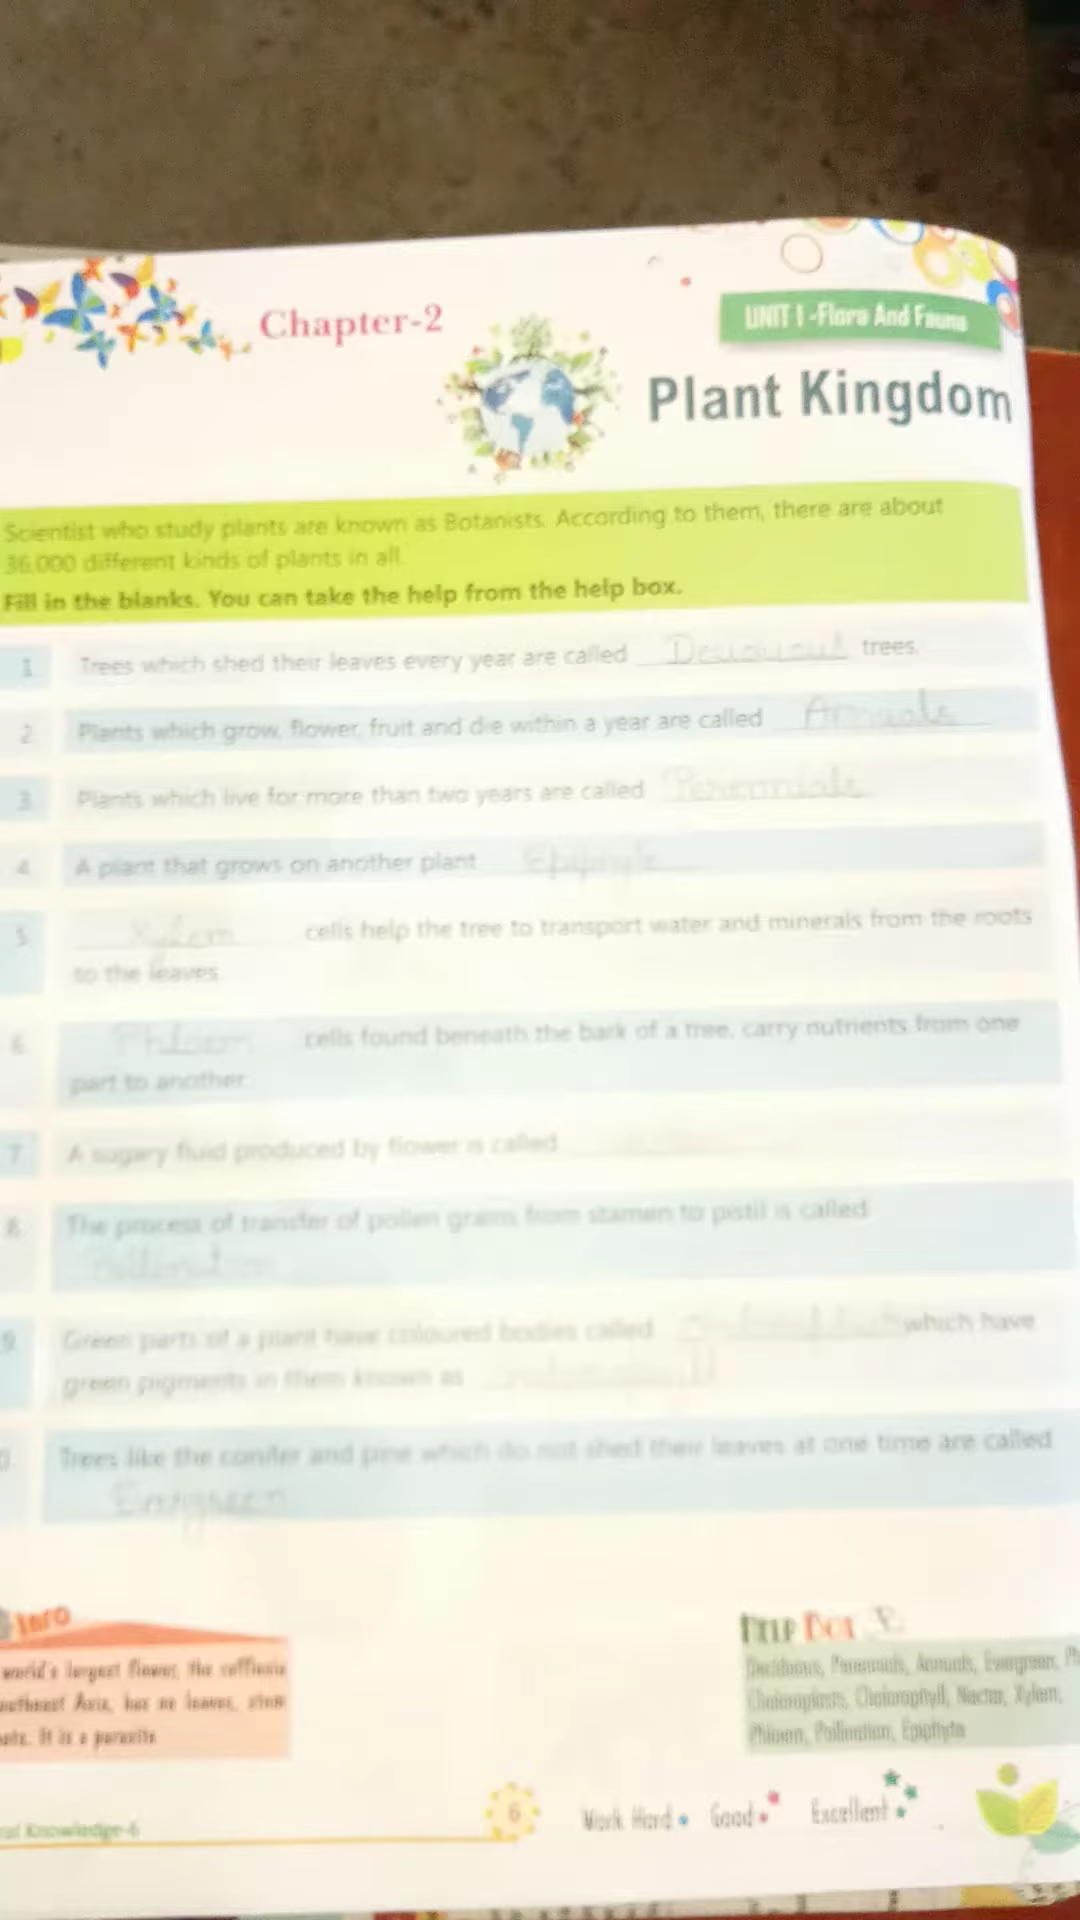 Chapter-2
UNIT I-Flora And Fauna
Plant Kingdom
Scientist who study plants are known as Botanists. According to them, there are about
36,000 different kinds of plants in all.
Fill in the blanks. You can take the help from the help box.
1. Trees which shed their leaves every year are called trees.
2. Plants which grow, flower, fruit and die within a year are called Annuals
3. Plants which live for more than two years are called Perennials
4. A plant that grows on another plant
5. Xylem cells help the tree to transport water and minerals from the roots
to the leaves
6. Phloem cells found beneath the bark of a tree, carry nutrients from one
part to another
7. A sugary fluid produced by flower is called
8. The process of transfer of pollen grains from stamen to pistil is called
9. Green parts of a plant have coloured bodies called which have
green pigments in them known as
Trees like the conifer and pine which do not shed their leaves at one time are called
Evergreen
Info
world's largest flower, the rafflesia
Asia, has no leaves, stem
It is a parasite
HELP BOX
Deciduous, Perennials, Annuals, Evergreen,
Chloroplasts, Chlorophyll, Nectar, Xylem,
Phloem, Pollination, Epiphyte
Knowledge-6
6
Work Hard Good Excellent